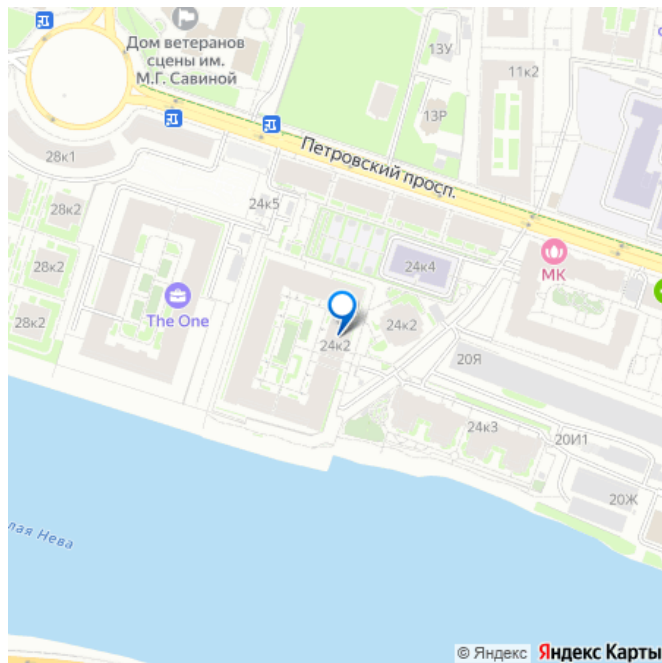 Дом ветеранов
сцены им.
М.Г. Савиной
13У
11к2
13Р
Петровский просп.
28к1
28к2
24к5
28к2
24к4
МК
The One
28к2
24к2
24к2
20Я
24к3
20И1
20Ж
лая Нева
© Яндекс Яндекс Карты